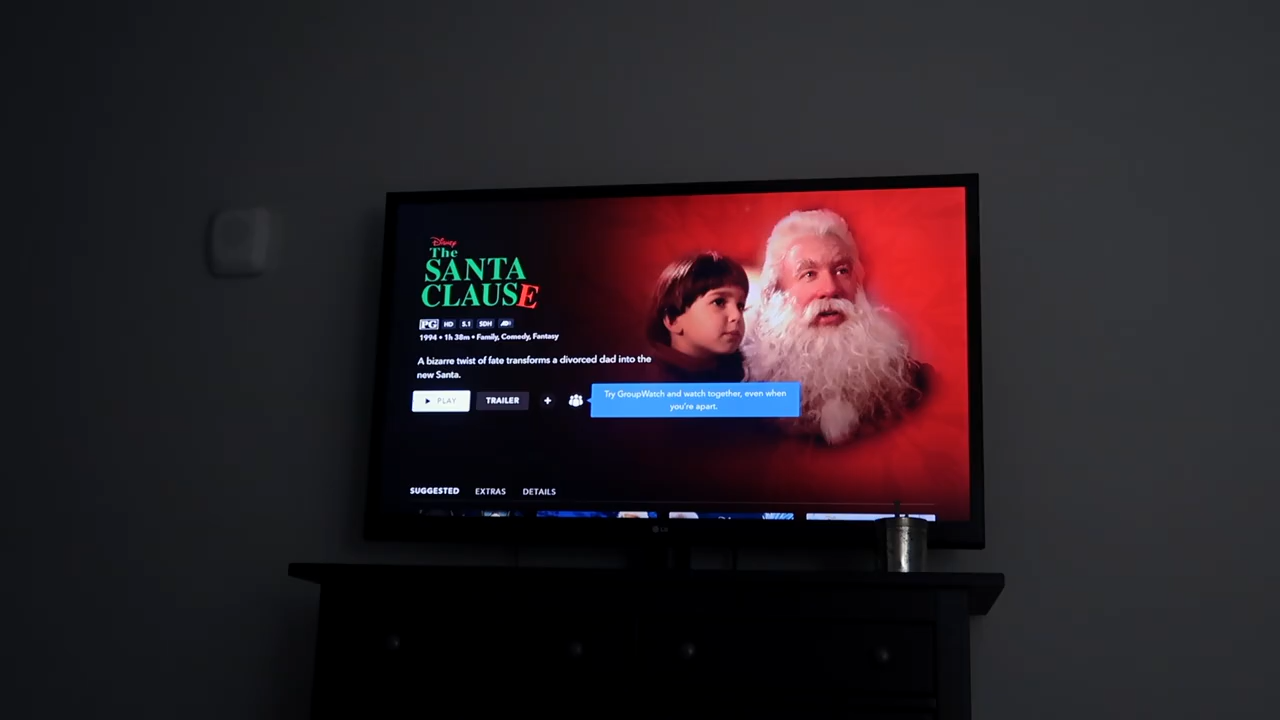 Disney
The
SANTA
CLAUSE
PG HD 5.1 SDH AD
1994 • 1h 38m • Family, Comedy, Fantasy
A bizarre twist of fate transforms a divorced dad into the
new Santa.
PLAY TRAILER +
Try GroupWatch and watch together, even when
you're apart.
SUGGESTED EXTRAS DETAILS
LG